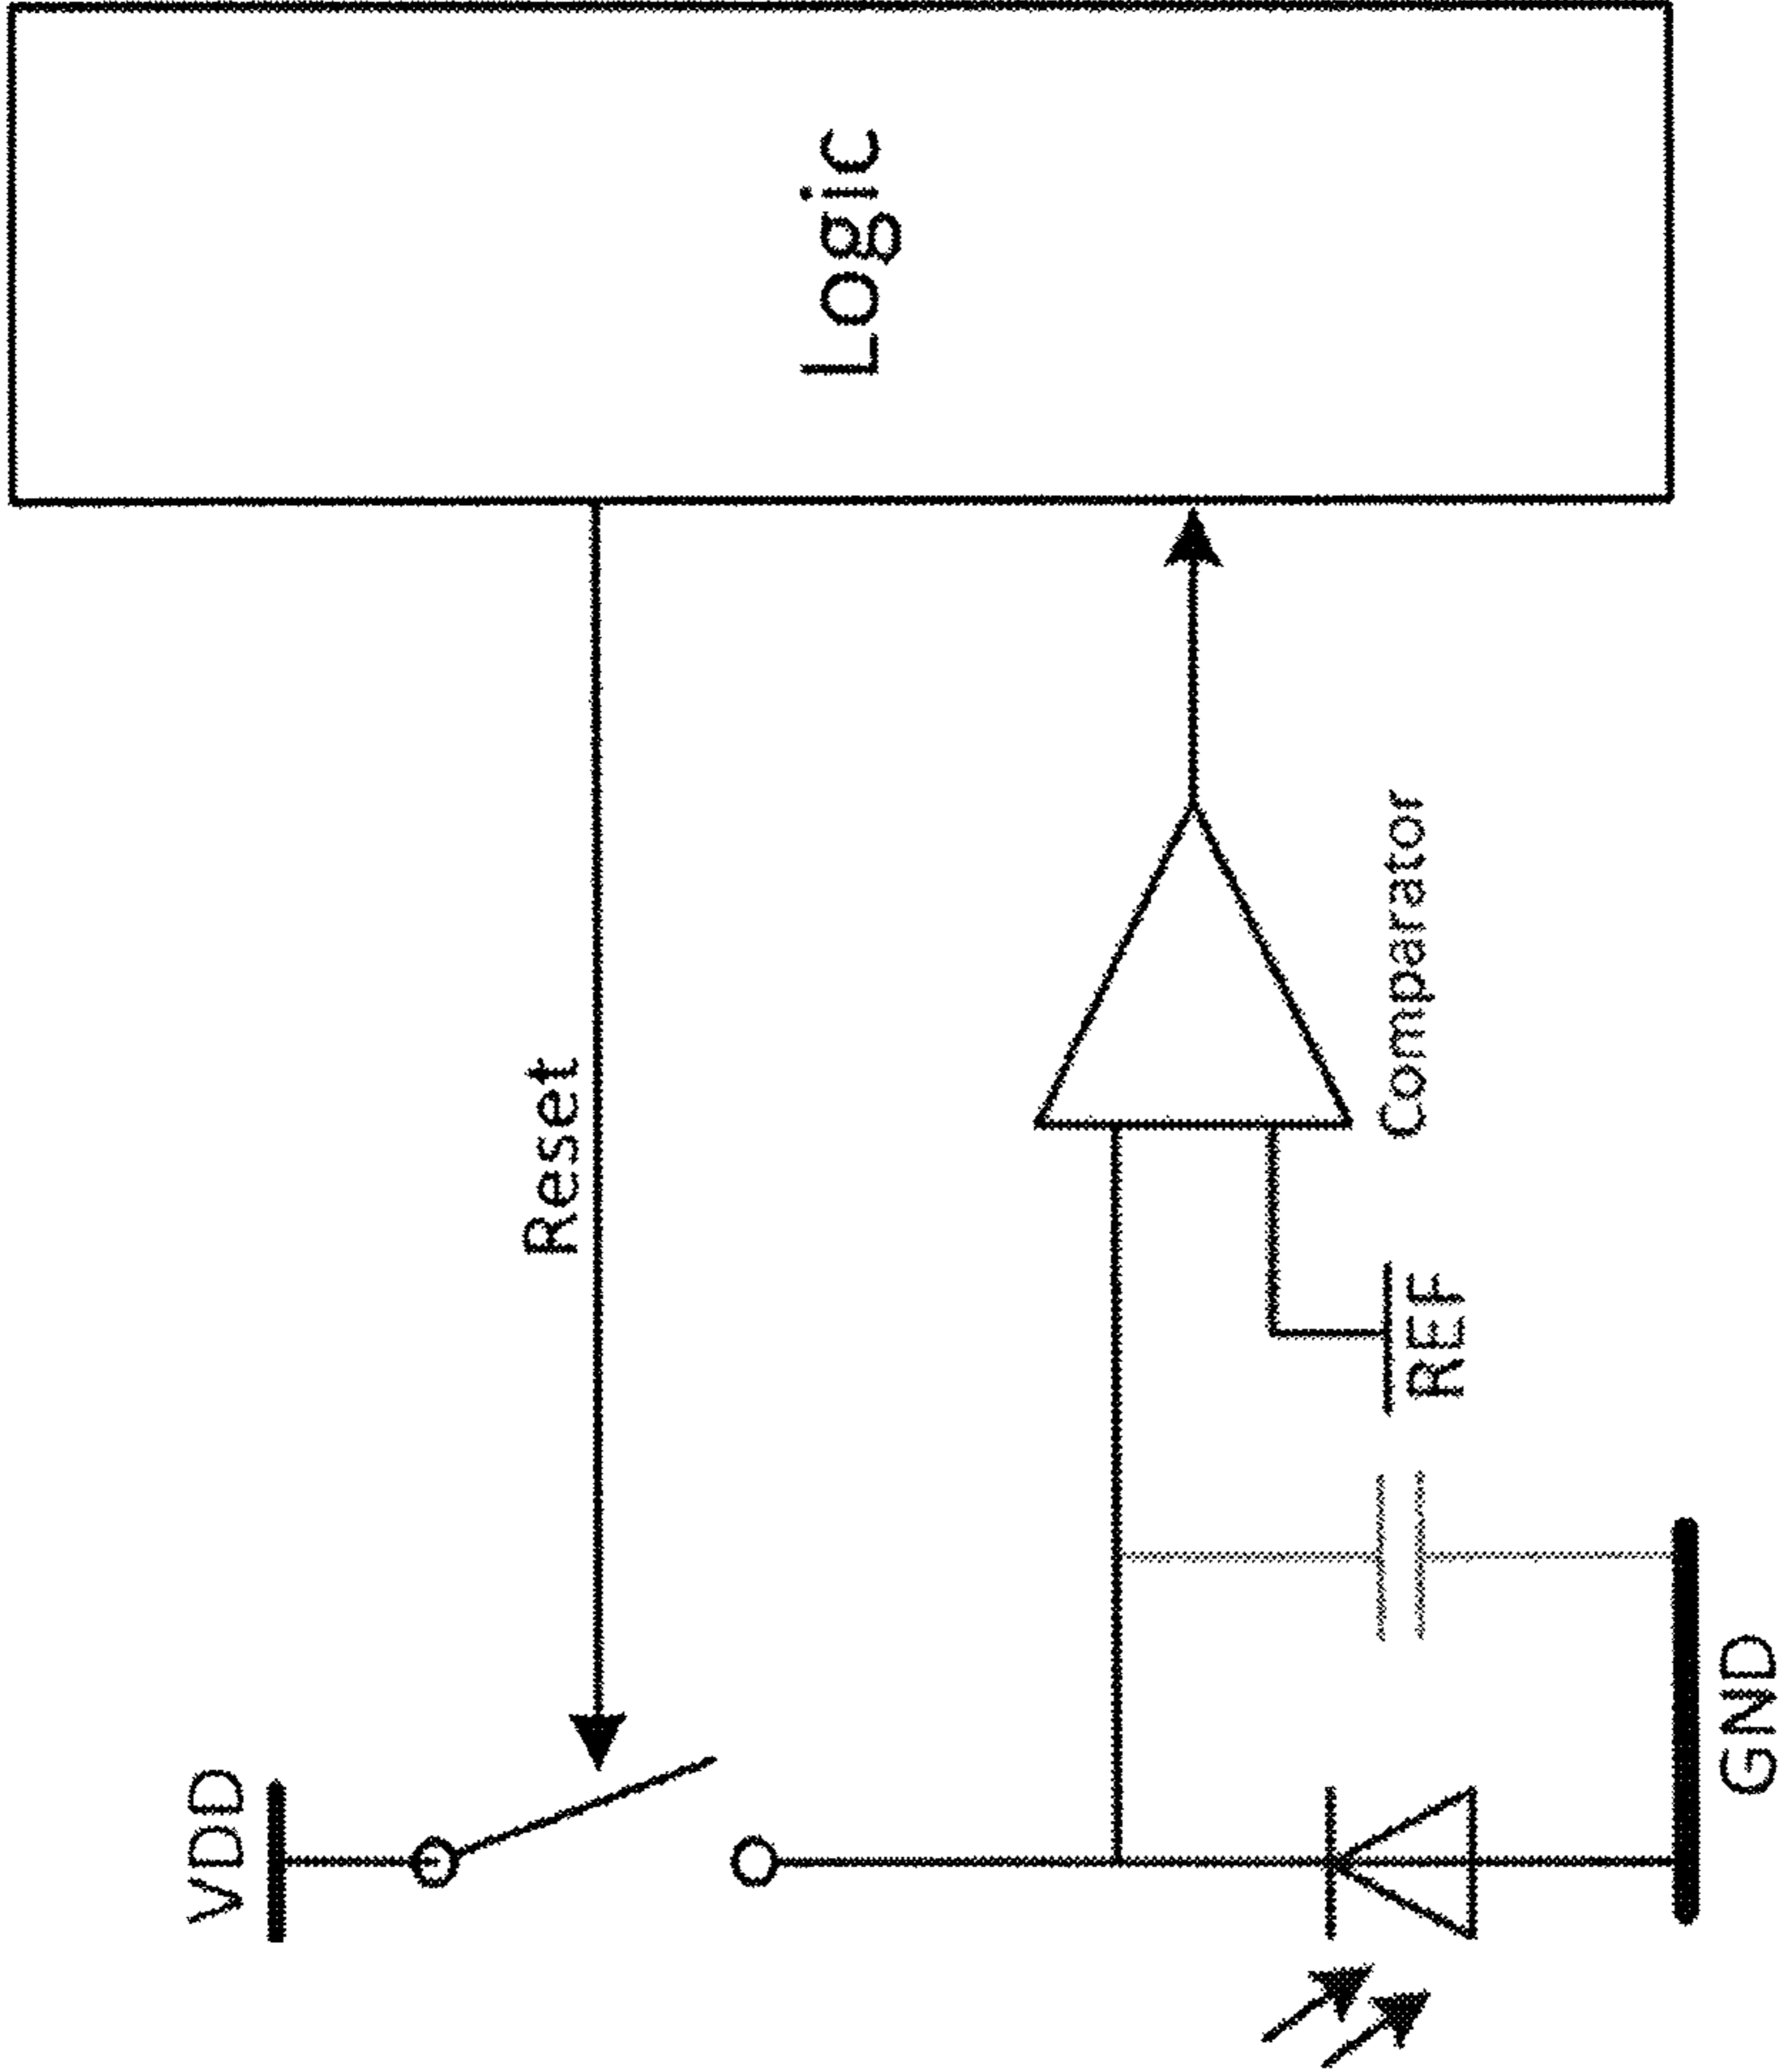 VDD
Reset
Logic
Comparator
REF
GND